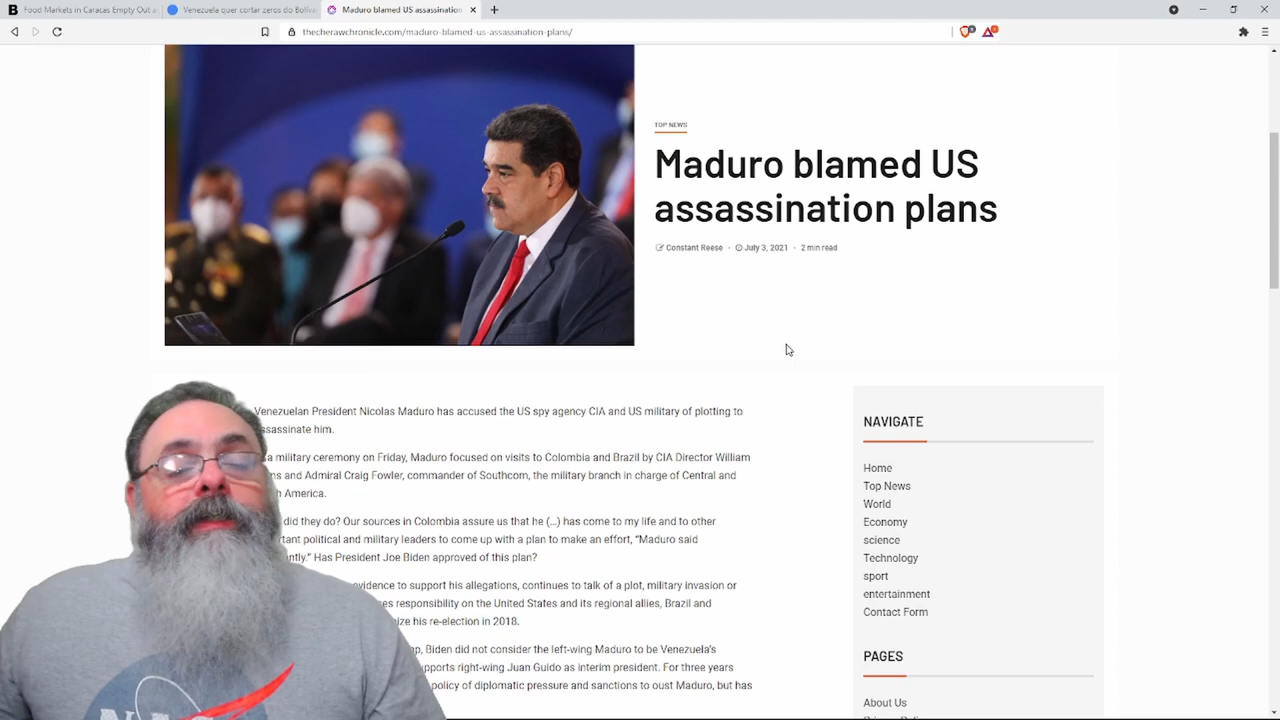 Food Markets in Caracas Empty Out a
Venezuela quer cortar zeros do Bolíva
Maduro blamed US assassination
thecherawchronicle.com/maduro-blamed-us-assassination-plans/
TOP NEWS
Maduro blamed US
assassination plans
Constant Reese
July 3, 2021
2 min read
Venezuelan President Nicolas Maduro has accused the US spy agency CIA and US military of plotting to
assassinate him.
a military ceremony on Friday, Maduro focused on visits to Colombia and Brazil by CIA Director William
and Admiral Craig Fowler, commander of Southcom, the military branch in charge of Central and
America.
did they do? Our sources in Colombia assure us that he (...) has come to my life and to other
political and military leaders to come up with a plan to make an effort, “Maduro said
Has President Joe Biden approved of this plan?
evidence to support his allegations, continues to talk of a plot, military invasion or
responsibility on the United States and its regional allies, Brazil and
his re-election in 2018.
Biden did not consider the left-wing Maduro to be Venezuela's
right-wing Juan Guido as interim president. For three years
policy of diplomatic pressure and sanctions to oust Maduro, but has
NAVIGATE
Home
Top News
World
Economy
science
Technology
sport
entertainment
Contact Form
PAGES
About Us